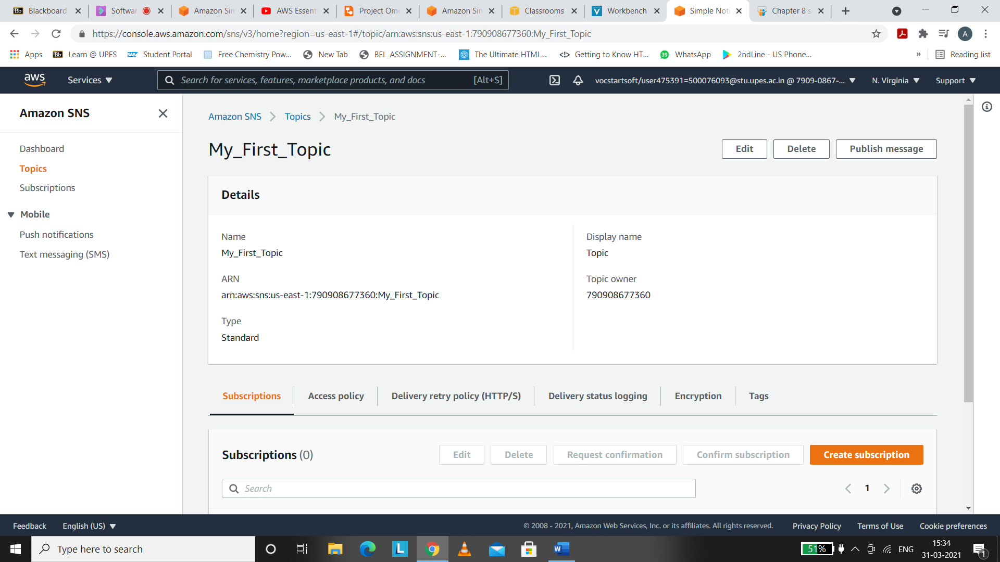 Blackboard
Softwar
Amazon Sim
AWS Essenti
Project Ome
Amazon Sim
Classrooms
Workbench
Simple Noti
Chapter 8 s
https://console.aws.amazon.com/sns/v3/home?region=us-east-1#/topic/arn:aws:sns:us-east-1:790908677360:My_First_Topic
A
Apps
Bb
Learn @ UPES
SAP
Student Portal
Free Chemistry Pow...
New Tab
BEL_ASSIGNMENT-...
The Ultimate HTML...
Getting to Know HT...
39
WhatsApp
2ndLine - US Phone...
»
Reading list
aws
Services
Search for services, features, marketplace products, and docs
[Alt+S]
vocstartsoft/user475391=500076093@stu.upes.ac.in @ 7909-0867-...
N. Virginia
Support
Amazon SNS
Dashboard
Topics
Subscriptions
Mobile
Push notifications
Text messaging (SMS)
Amazon SNS
Topics
My_First_Topic
My_First_Topic
Edit
Delete
Publish message
Details
Name
My_First_Topic
ARN
arn:aws:sns:us-east-1:790908677360:My_First_Topic
Type
Standard
Display name
Topic
Topic owner
790908677360
Subscriptions
Access policy
Delivery retry policy (HTTP/S)
Delivery status logging
Encryption
Tags
Subscriptions (0)
Edit
Delete
Request confirmation
Confirm subscription
Create subscription
Search
1
Feedback
English (US)
© 2008 - 2021, Amazon Web Services, Inc. or its affiliates. All rights reserved.
Privacy Policy
Terms of Use
Cookie preferences
Type here to search
L
W
51%
ENG
15:34
31-03-2021
1